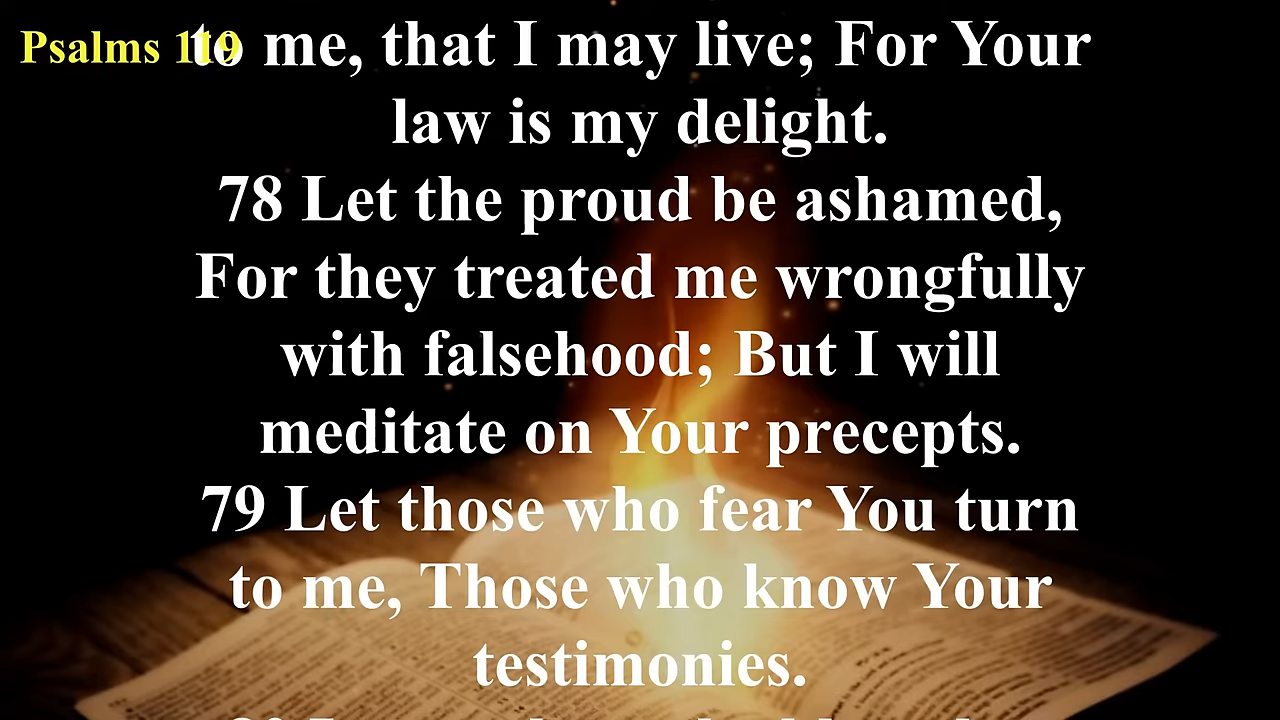 Psalms 119
to me, that I may live; For Your
law is my delight.
78 Let the proud be ashamed,
For they treated me wrongfully
with falsehood; But I will
meditate on Your precepts.
79 Let those who fear You turn
to me, Those who know Your
testimonies.